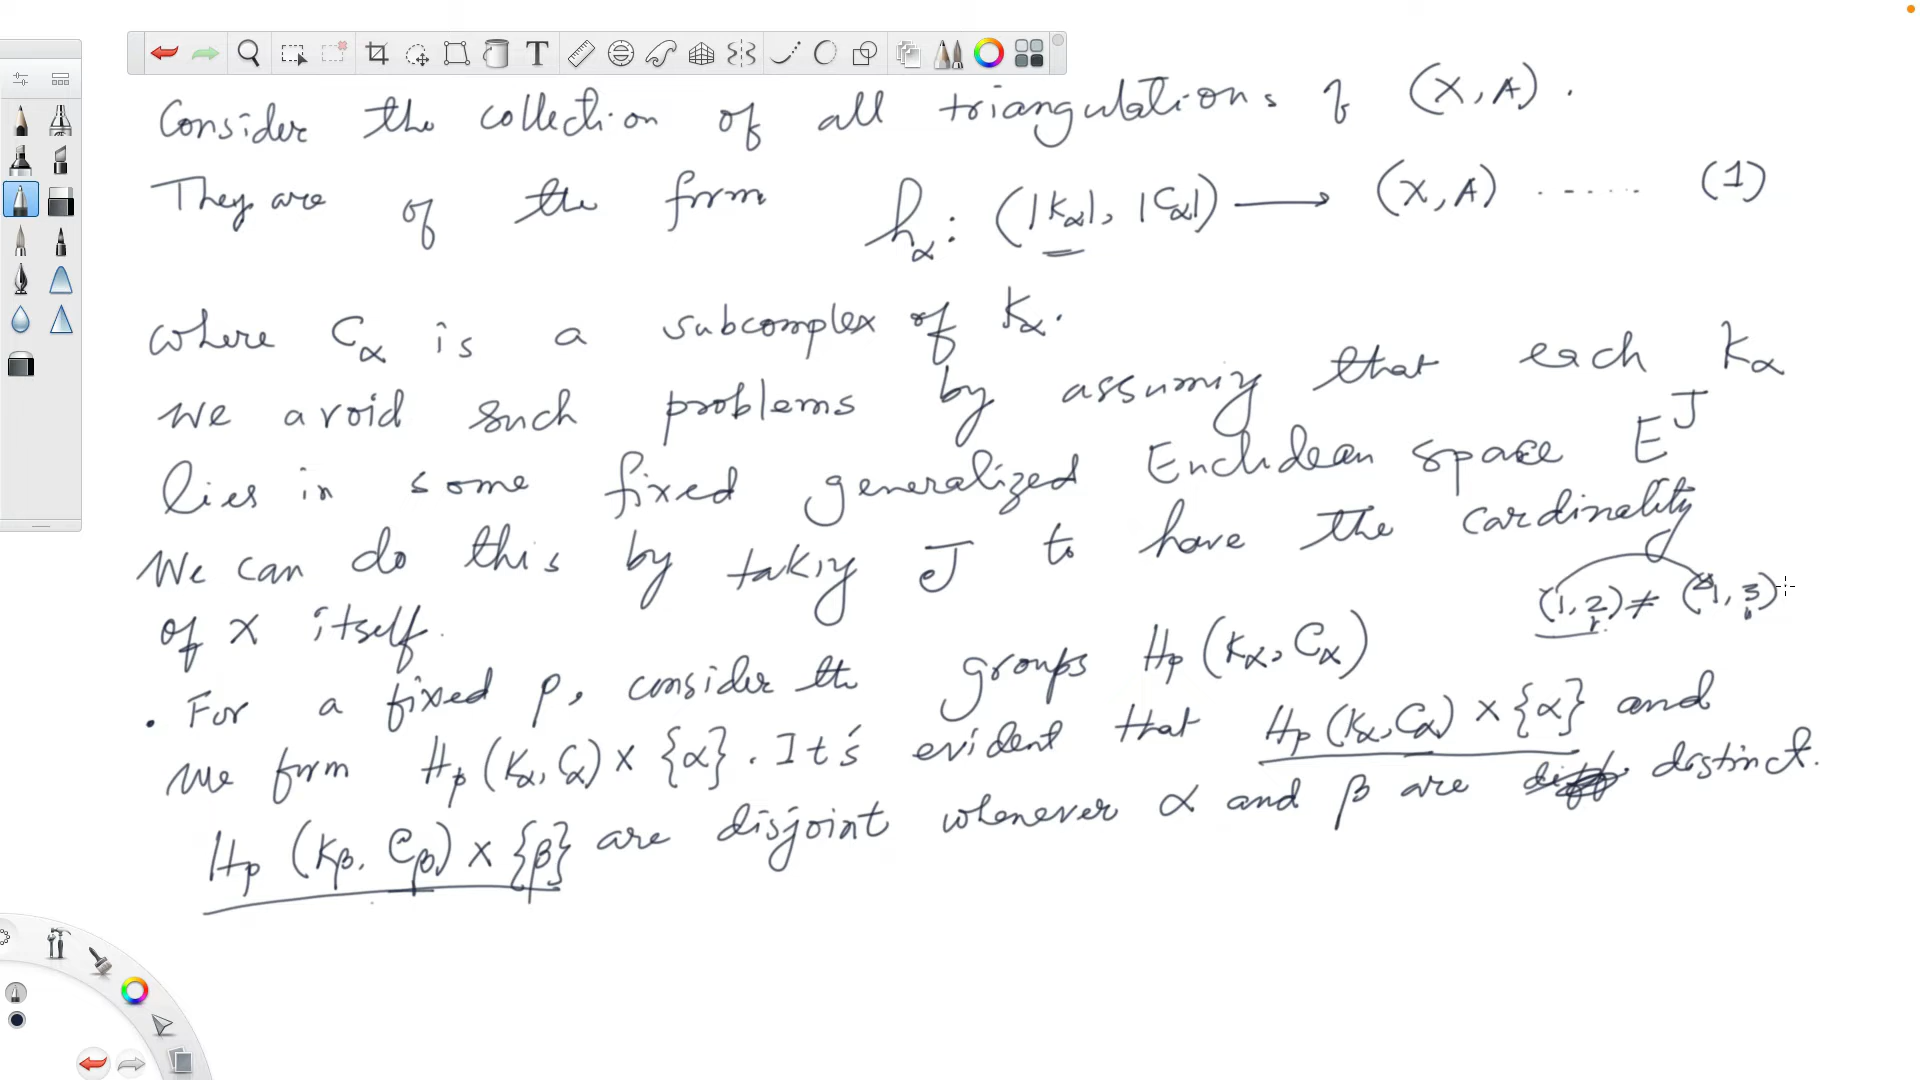 Consider the collection of all triangulations of (X, A).
They are of the form h_α : (|K_α|, |C_α|) ⟶ (X, A) ...... (1)
where C_α is a subcomplex of K_α.
We avoid such problems by assuming that each K_α
lies in some fixed generalized Euclidean space E^J
We can do this by taking J to have the cardinality
of X itself.
(1, 2) ≠ (1, 3)
. For a fixed p, consider the groups H_p (K_α, C_α)
We form H_p (K_α, C_α) × {α}. It's evident that H_p (K_α, C_α) × {α} and
H_p (K_β, C_β) × {β} are disjoint whenever α and β are distinct.